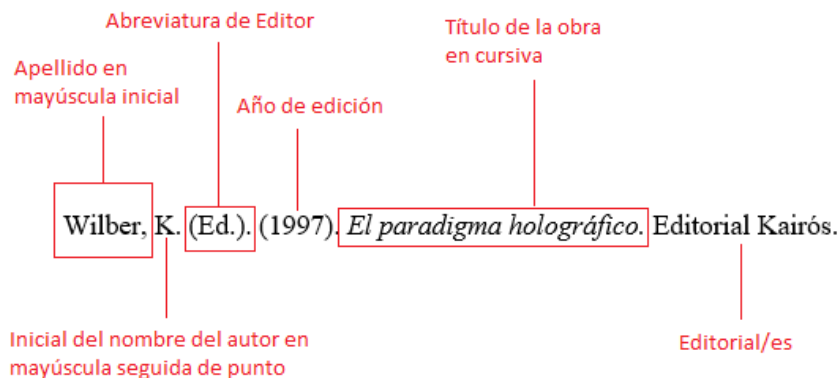 Abreviatura de Editor
Título de la obra
en cursiva
Apellido en
mayúscula inicial
Año de edición
Wilber, K. (Ed.). (1997). El paradigma holográfico. Editorial Kairós.
Inicial del nombre del autor en
mayúscula seguida de punto
Editorial/es